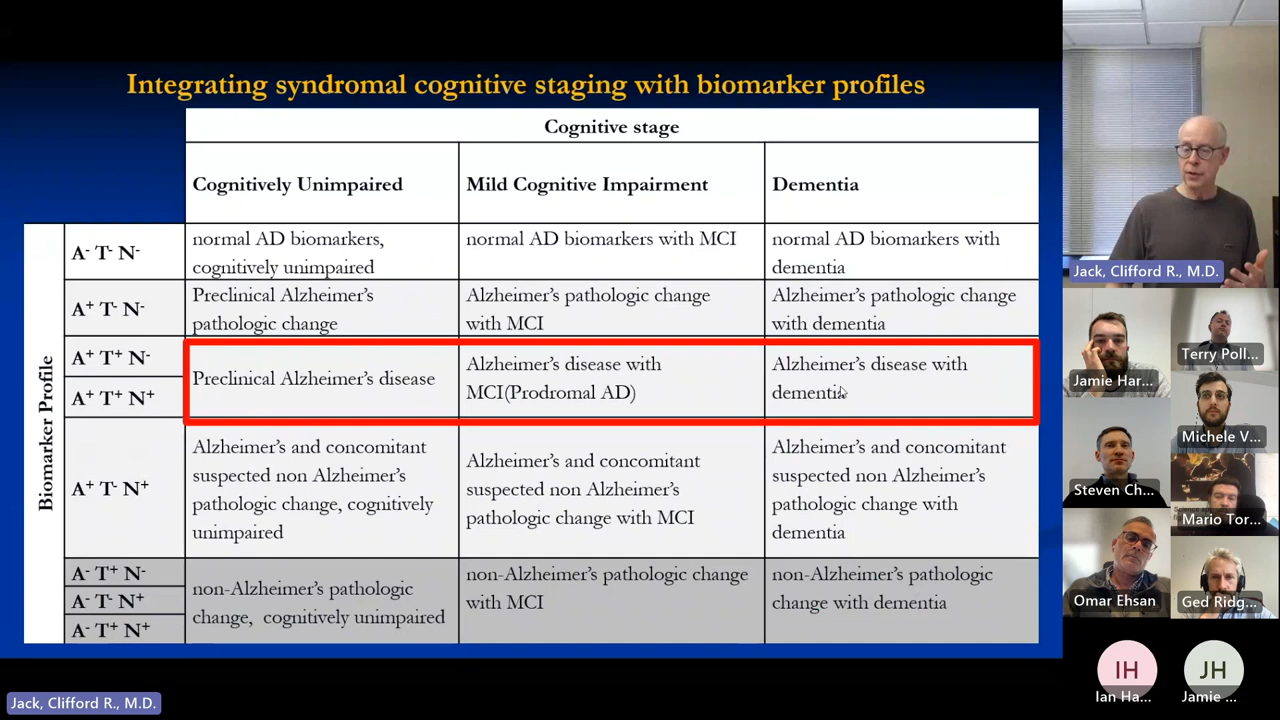 Integrating syndromal cognitive staging with biomarker profiles
Cognitive stage
Cognitively Unimpaired
Mild Cognitive Impairment
Dementia
Biomarker Profile
A⁻ T⁻ N⁻
normal AD biomarkers,
cognitively unimpaired
normal AD biomarkers with MCI
normal AD biomarkers with
dementia
A⁺ T⁻ N⁻
Preclinical Alzheimer's
pathologic change
Alzheimer's pathologic change
with MCI
Alzheimer's pathologic change
with dementia
A⁺ T⁺ N⁻
A⁺ T⁺ N⁺
Preclinical Alzheimer's disease
Alzheimer's disease with
MCI(Prodromal AD)
Alzheimer's disease with
dementia
A⁺ T⁻ N⁺
Alzheimer's and concomitant
suspected non Alzheimer's
pathologic change, cognitively
unimpaired
Alzheimer's and concomitant
suspected non Alzheimer's
pathologic change with MCI
Alzheimer's and concomitant
suspected non Alzheimer's
pathologic change with
dementia
A⁻ T⁺ N⁻
A⁻ T⁻ N⁺
A⁻ T⁺ N⁺
non-Alzheimer's pathologic
change, cognitively unimpaired
non-Alzheimer's pathologic change
with MCI
non-Alzheimer's pathologic
change with dementia
Jack, Clifford R., M.D.
Jack, Clifford R., M.D.
Jamie Har...
Terry Poll...
Michele V...
Steven Ch...
Mario Tor...
Omar Ehsan
Ged Ridg...
IH
Ian Ha...
JH
Jamie ...